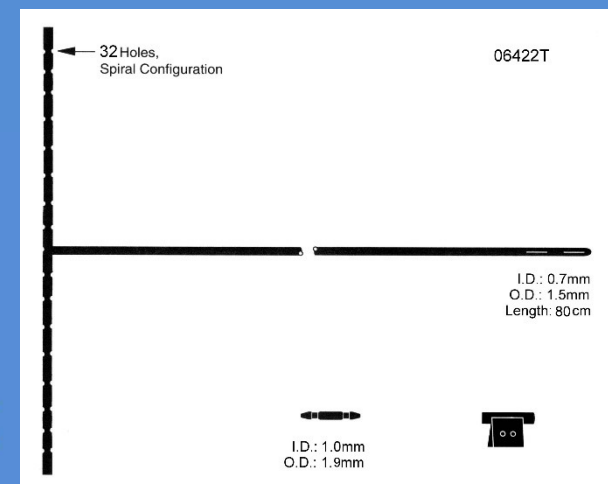 32 Holes,
Spiral Configuration
06422T
I.D.: 0.7mm
O.D.: 1.5mm
Length: 80cm
I.D.: 1.0mm
O.D.: 1.9mm